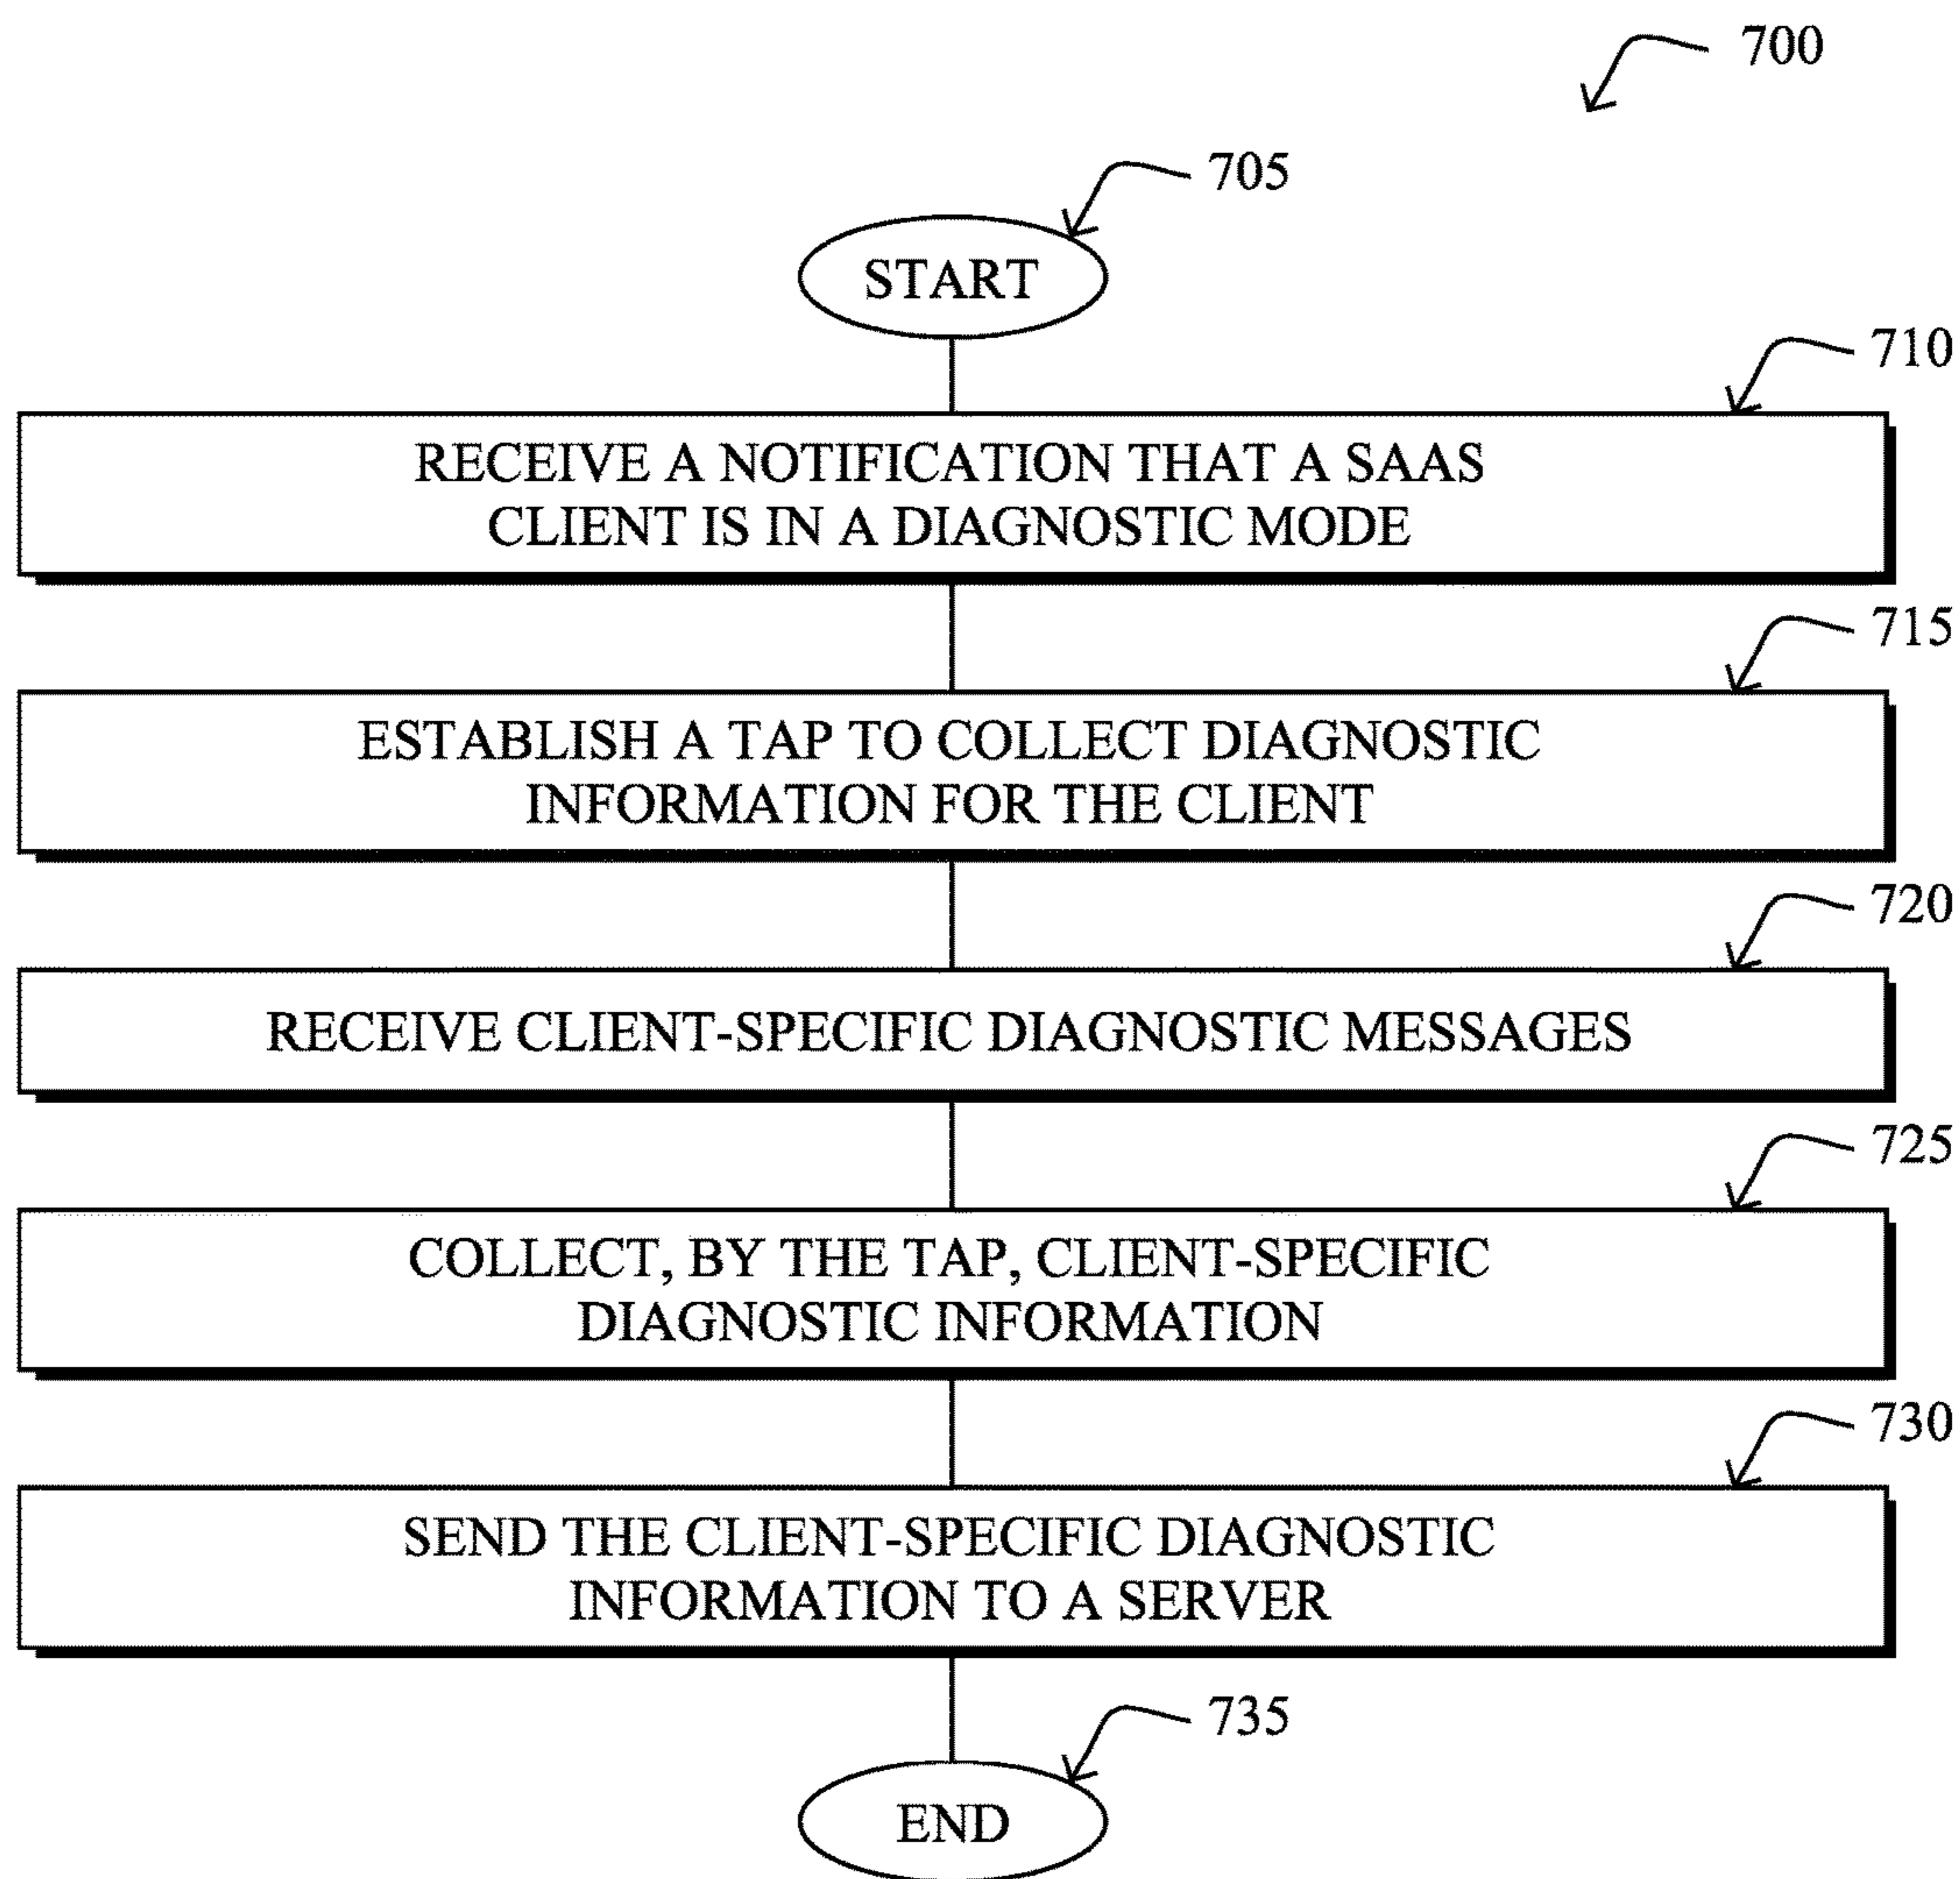 700
705
START
710
RECEIVE A NOTIFICATION THAT A SAAS
CLIENT IS IN A DIAGNOSTIC MODE
715
ESTABLISH A TAP TO COLLECT DIAGNOSTIC
INFORMATION FOR THE CLIENT
720
RECEIVE CLIENT-SPECIFIC DIAGNOSTIC MESSAGES
725
COLLECT, BY THE TAP, CLIENT-SPECIFIC
DIAGNOSTIC INFORMATION
730
SEND THE CLIENT-SPECIFIC DIAGNOSTIC
INFORMATION TO A SERVER
735
END